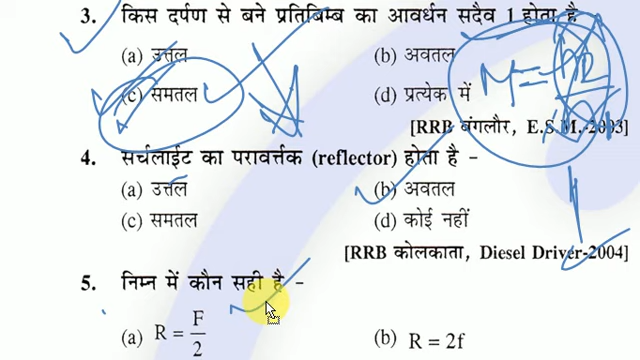 3. किस दर्पण से बने प्रतिबिम्ब का आवर्धन सदैव 1 होता है
(a) उत्तल (b) अवतल
(c) समतल (d) प्रत्येक में
[RRB बंगलौर, E.S.M.-2003]
4. सर्चलाईट का परावर्त्तक (reflector) होता है -
(a) उत्तल (b) अवतल
(c) समतल (d) कोई नहीं
[RRB कोलकाता, Diesel Driver-2004]
5. निम्न में कौन सही है -
(a) R = F/2 (b) R = 2f